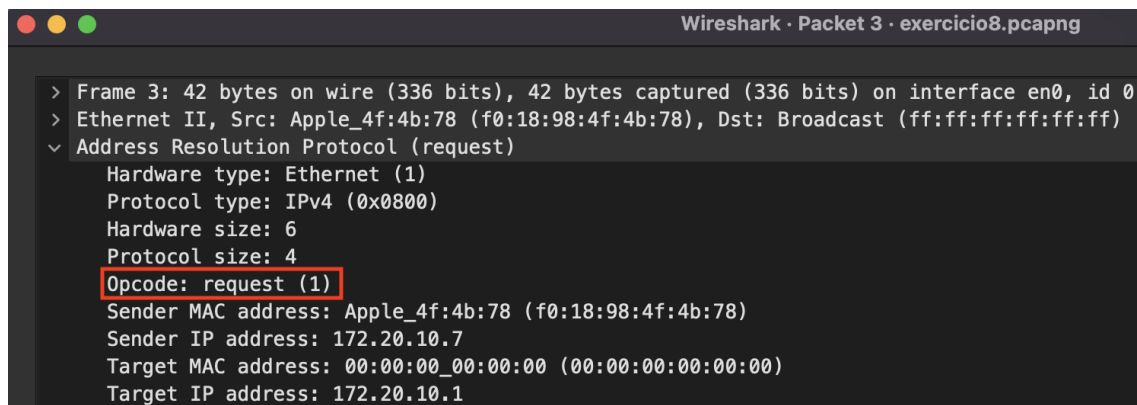 Wireshark · Packet 3 · exercicio8.pcapng
> Frame 3: 42 bytes on wire (336 bits), 42 bytes captured (336 bits) on interface en0, id 0
> Ethernet II, Src: Apple_4f:4b:78 (f0:18:98:4f:4b:78), Dst: Broadcast (ff:ff:ff:ff:ff:ff)
Address Resolution Protocol (request)
Hardware type: Ethernet (1)
Protocol type: IPv4 (0x0800)
Hardware size: 6
Protocol size: 4
Opcode: request (1)
Sender MAC address: Apple_4f:4b:78 (f0:18:98:4f:4b:78)
Sender IP address: 172.20.10.7
Target MAC address: 00:00:00_00:00:00 (00:00:00:00:00:00)
Target IP address: 172.20.10.1